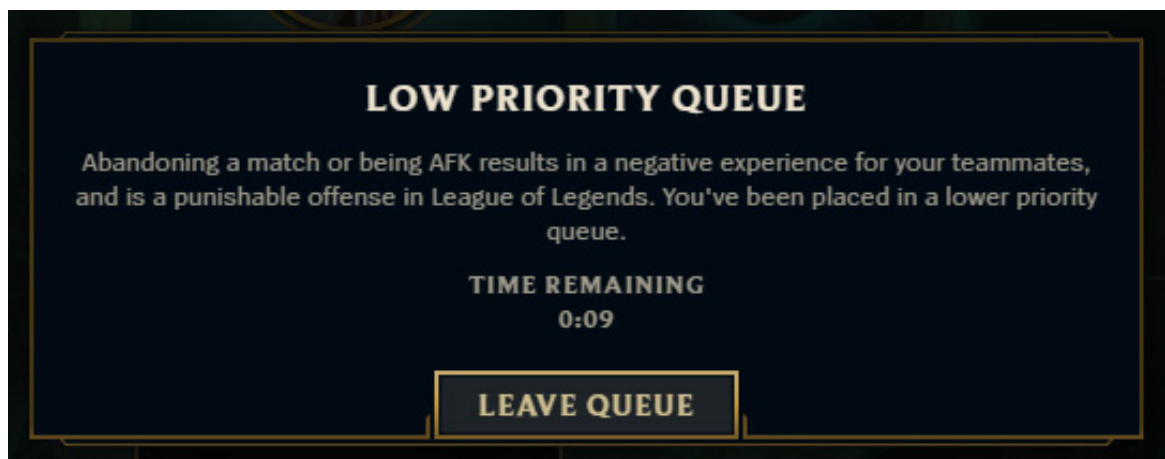 LOW PRIORITY QUEUE
Abandoning a match or being AFK results in a negative experience for your teammates,
and is a punishable offense in League of Legends. You've been placed in a lower priority
queue.
TIME REMAINING
0:09
LEAVE QUEUE